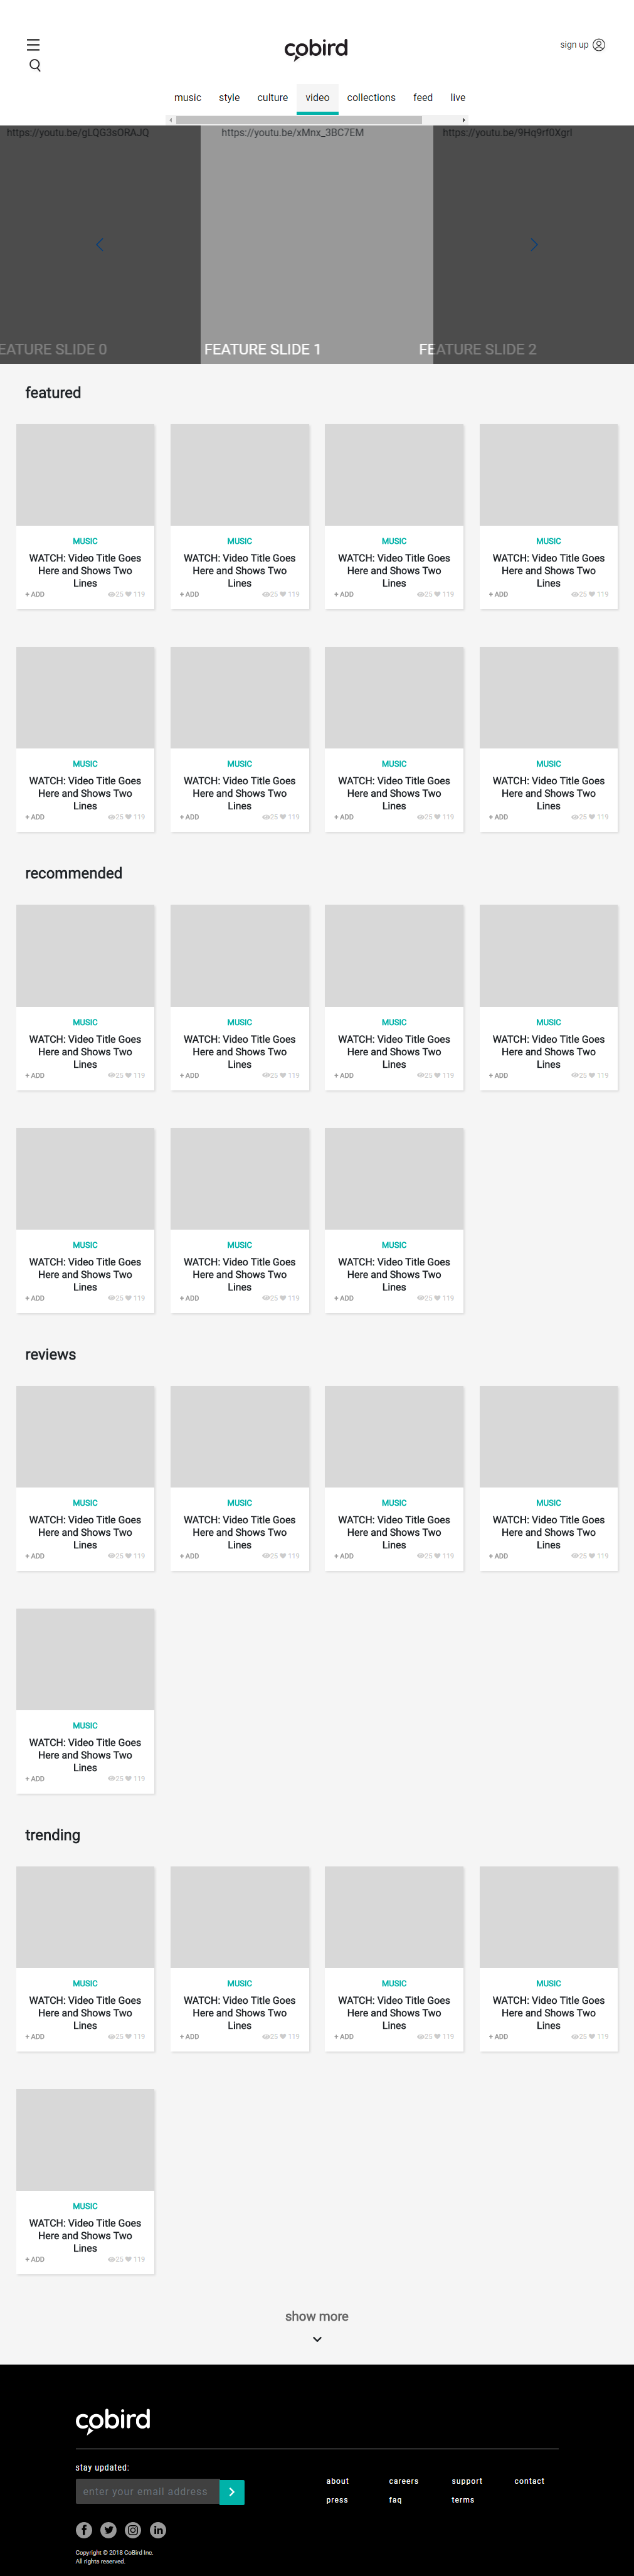 cobird
sign up
music style culture video collections feed live
https://youtu.be/gLQG3sORAJQ https://youtu.be/xMnx_3BC7EM https://youtu.be/9Hq9rf0XgrI
EATURE SLIDE 0 FEATURE SLIDE 1 FEATURE SLIDE 2
featured
MUSIC MUSIC MUSIC MUSIC
WATCH: Video Title Goes WATCH: Video Title Goes WATCH: Video Title Goes WATCH: Video Title Goes
Here and Shows Two Here and Shows Two Here and Shows Two Here and Shows Two
Lines Lines Lines Lines
+ ADD 25 119 + ADD 25 119 + ADD 25 119 + ADD 25 119
MUSIC MUSIC MUSIC MUSIC
WATCH: Video Title Goes WATCH: Video Title Goes WATCH: Video Title Goes WATCH: Video Title Goes
Here and Shows Two Here and Shows Two Here and Shows Two Here and Shows Two
Lines Lines Lines Lines
+ ADD 25 119 + ADD 25 119 + ADD 25 119 + ADD 25 119
recommended
MUSIC MUSIC MUSIC MUSIC
WATCH: Video Title Goes WATCH: Video Title Goes WATCH: Video Title Goes WATCH: Video Title Goes
Here and Shows Two Here and Shows Two Here and Shows Two Here and Shows Two
Lines Lines Lines Lines
+ ADD 25 119 + ADD 25 119 + ADD 25 119 + ADD 25 119
MUSIC MUSIC MUSIC
WATCH: Video Title Goes WATCH: Video Title Goes WATCH: Video Title Goes
Here and Shows Two Here and Shows Two Here and Shows Two
Lines Lines Lines
+ ADD 25 119 + ADD 25 119 + ADD 25 119
reviews
MUSIC MUSIC MUSIC MUSIC
WATCH: Video Title Goes WATCH: Video Title Goes WATCH: Video Title Goes WATCH: Video Title Goes
Here and Shows Two Here and Shows Two Here and Shows Two Here and Shows Two
Lines Lines Lines Lines
+ ADD 25 119 + ADD 25 119 + ADD 25 119 + ADD 25 119
MUSIC
WATCH: Video Title Goes
Here and Shows Two
Lines
+ ADD 25 119
trending
MUSIC MUSIC MUSIC MUSIC
WATCH: Video Title Goes WATCH: Video Title Goes WATCH: Video Title Goes WATCH: Video Title Goes
Here and Shows Two Here and Shows Two Here and Shows Two Here and Shows Two
Lines Lines Lines Lines
+ ADD 25 119 + ADD 25 119 + ADD 25 119 + ADD 25 119
MUSIC
WATCH: Video Title Goes
Here and Shows Two
Lines
+ ADD 25 119
show more
cobird
stay updated:
enter your email address
about careers support contact
press faq terms
Copyright © 2018 CoBird Inc.
All rights reserved.